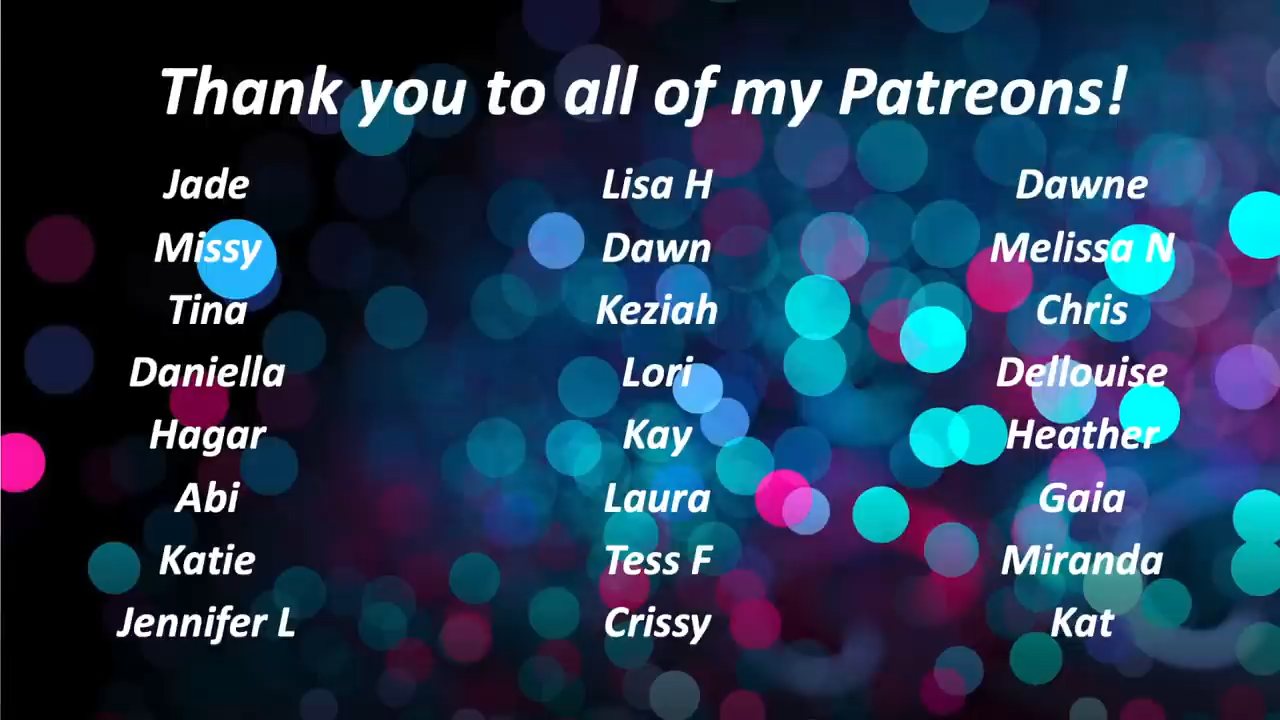 Thank you to all of my Patreons!
Jade
Missy
Tina
Daniella
Hagar
Abi
Katie
Jennifer L
Lisa H
Dawn
Keziah
Lori
Kay
Laura
Tess F
Crissy
Dawne
Melissa N
Chris
Dellouise
Heather
Gaia
Miranda
Kat